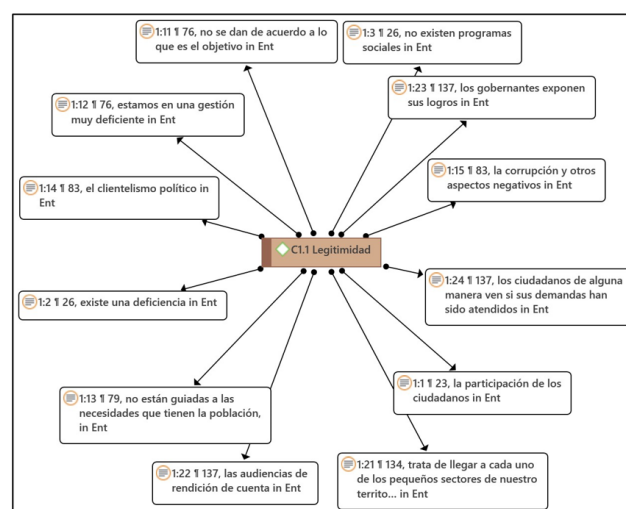 1:11 ¶ 76, no se dan de acuerdo a lo
que es el objetivo in Ent
1:3 ¶ 26, no existen programas
sociales in Ent
1:12 ¶ 76, estamos en una gestión
muy deficiente in Ent
1:23 ¶ 137, los gobernantes exponen
sus logros in Ent
1:14 ¶ 83, el clientelismo político in
Ent
1:15 ¶ 83, la corrupción y otros
aspectos negativos in Ent
C1.1 Legitimidad
1:2 ¶ 26, existe una deficiencia in Ent
1:24 ¶ 137, los ciudadanos de alguna
manera ven si sus demandas han
sido atendidos in Ent
1:13 ¶ 79, no están guiadas a las
necesidades que tienen la población,
in Ent
1:1 ¶ 23, la participación de los
ciudadanos in Ent
1:22 ¶ 137, las audiencias de
rendición de cuenta in Ent
1:21 ¶ 134, trata de llegar a cada uno
de los pequeños sectores de nuestro
territo... in Ent